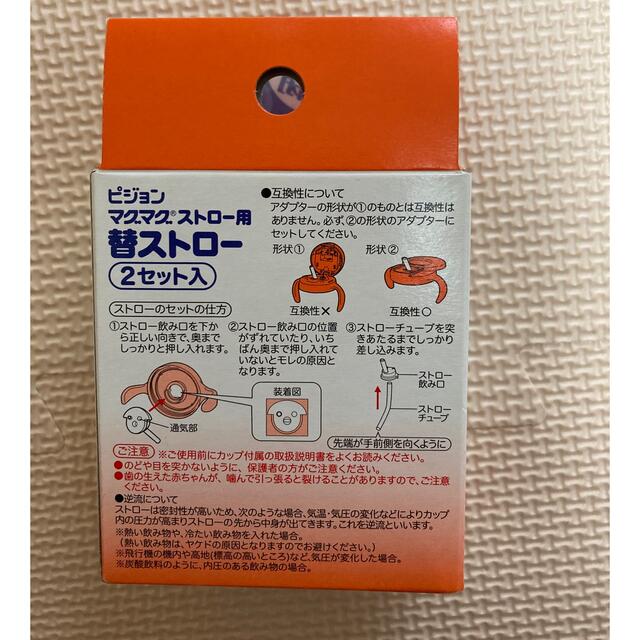 ピジョン
マグマグ®ストロー用
替ストロー
2セット入
●互換性について
アダプターの形状が①のものとは互換性は
ありません。必ず、②の形状のアダプターに
セットしてください。
形状① 形状②
互換性✕ 互換性○
ストローのセットの仕方
①ストロー飲み口を下か
ら正しい向きで、奥まで
しっかりと押し入れます。
②ストロー飲み口の位置
がずれていたり、いち
ばん奥まで押し入れて
いないとモレの原因と
なります。
③ストローチューブを突
きあたるまでしっかり
差し込みます。
通気部
装着図
ストロー
飲み口
ストロー
チューブ
先端が手前側を向くように
ご注意 ※ご使用前にカップ付属の取扱説明書をよくお読みください。
●のどや目を突かないように、保護者の方がご注意ください。
●歯の生えた赤ちゃんが、噛んで引っ張ると裂けることがありますので、ご注意
ください。
●逆流について
ストローは密封性が高いため、次のような場合、気温・気圧の変化などによりカップ
内の圧力が高まりストローの先から中身が出てきます。これを逆流といいます。
※熱い飲み物や、冷たい飲み物を入れた場合。
(熱い飲み物は、ヤケドの原因となりますのでお避けください。)
※飛行機の機内や高地(標高の高いところ)など、気圧が変化した場合。
※炭酸飲料のように、内圧のある飲み物の場合。